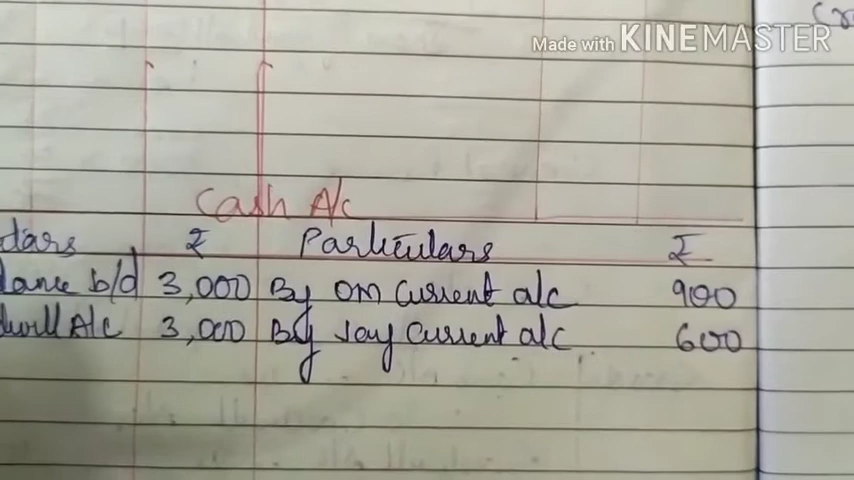 Made with KINEMASTER
Cash A/c
dars ₹ Particulars ₹
lance b/d 3,000 By OM Current a/c 900
dwill A/c 3,000 By Jay Current a/c 600